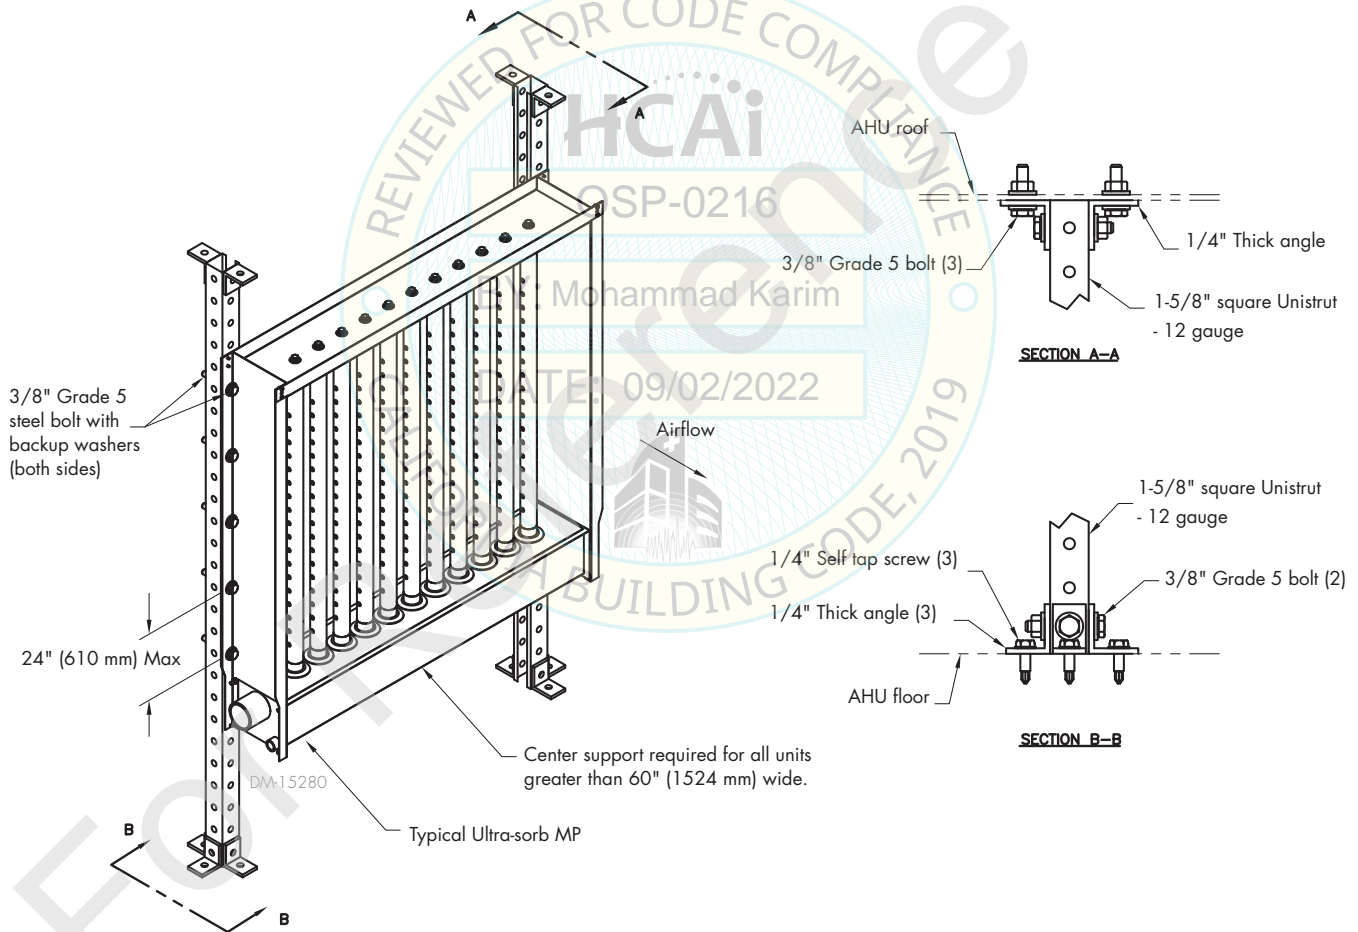 A
A
AHU roof
3/8" Grade 5 bolt (3)
1/4" Thick angle
1-5/8" square Unistrut
- 12 gauge
SECTION A-A
REVIEWED FOR CODE COMPLIANCE
HCAi
OSP-0216
BY: Mohammad Karim
DATE: 09/02/2022
CALIFORNIA BUILDING CODE, 2019
For Reference
3/8" Grade 5
steel bolt with
backup washers
(both sides)
Airflow
24" (610 mm) Max
1-5/8" square Unistrut
- 12 gauge
1/4" Self tap screw (3)
3/8" Grade 5 bolt (2)
1/4" Thick angle (3)
AHU floor
SECTION B-B
Center support required for all units
greater than 60" (1524 mm) wide.
DM-15280
Typical Ultra-sorb MP
B
B